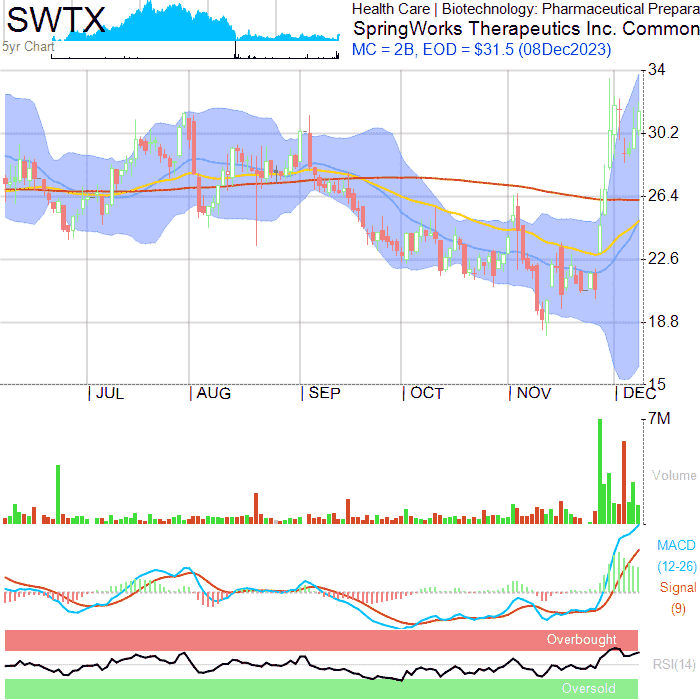 SWTX
5yr Chart
Health Care | Biotechnology: Pharmaceutical Prepara
SpringWorks Therapeutics Inc. Common
MC = 2B, EOD = $31.5 (08Dec2023)
34
30.2
26.4
22.6
18.8
15
JUL AUG SEP OCT NOV DEC
7M
Volume
MACD
(12-26)
Signal
(9)
Overbought
RSI(14)
Oversold